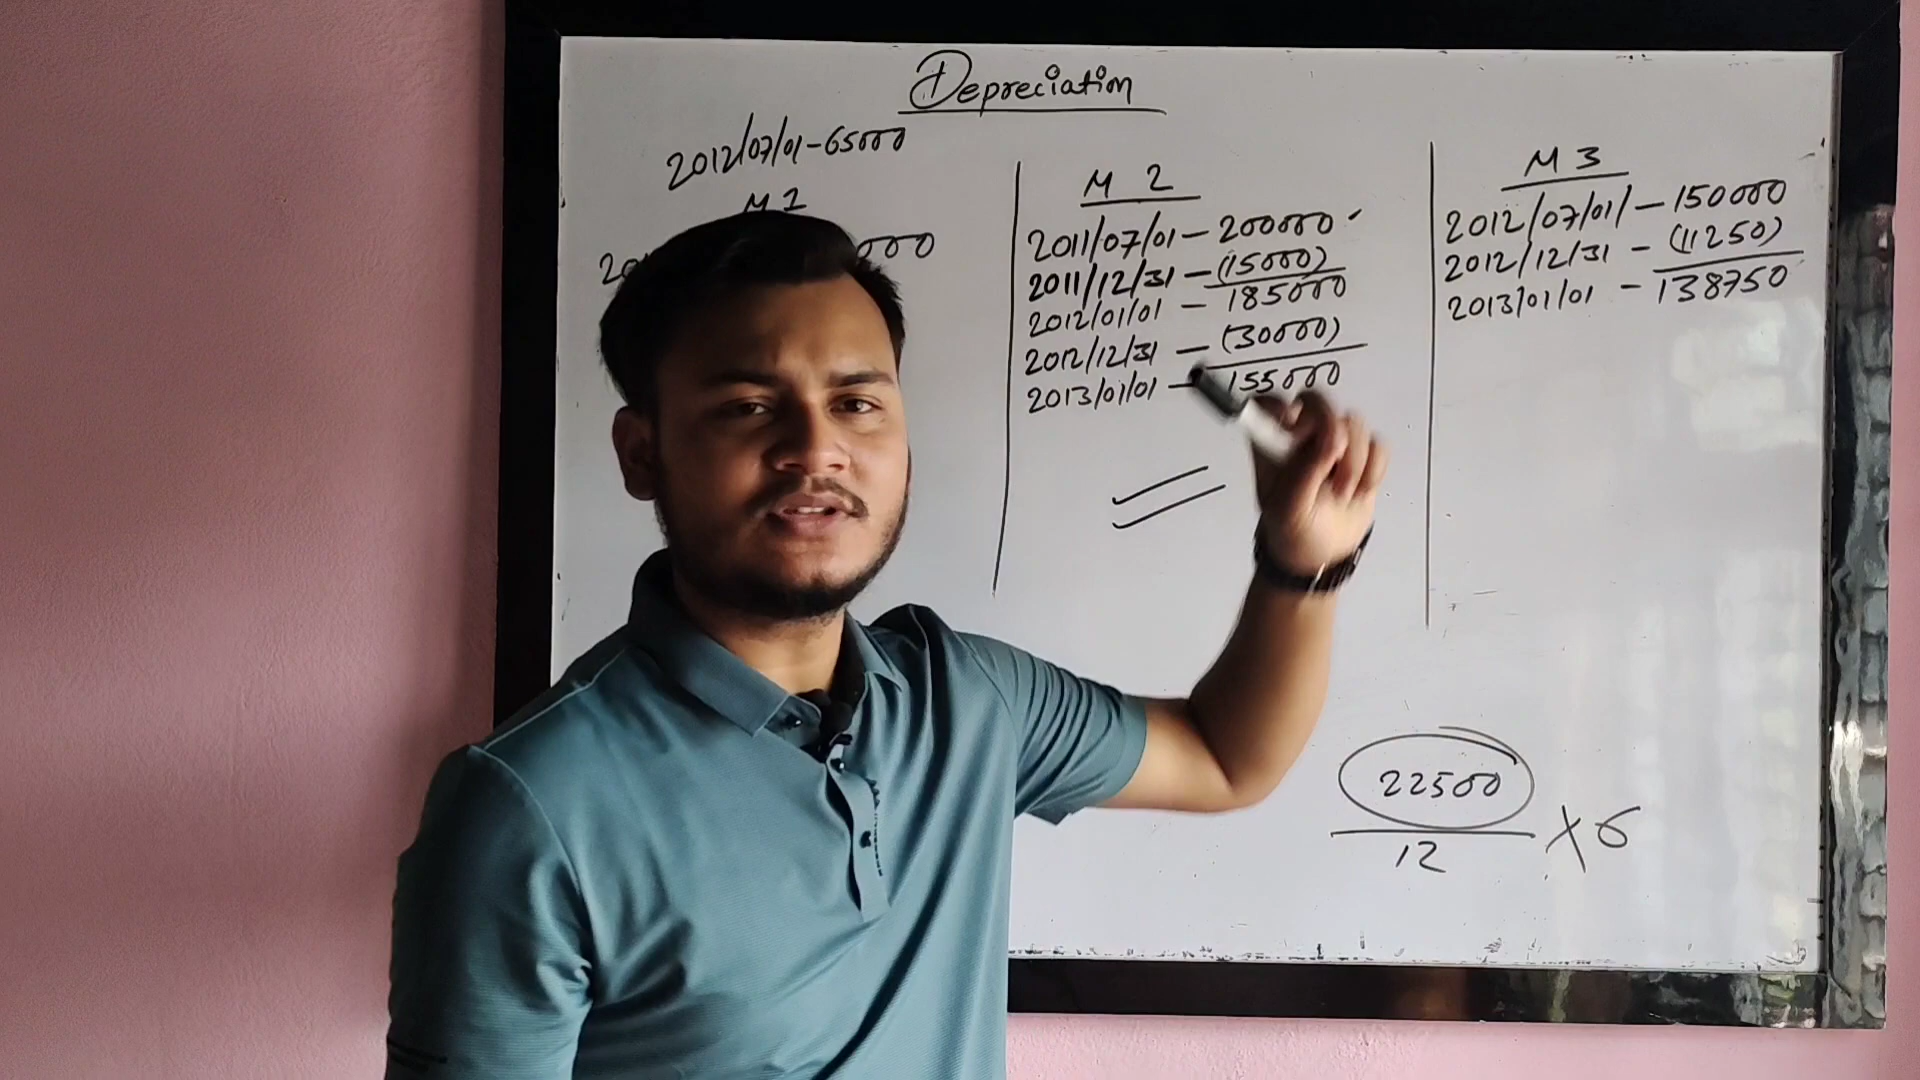 Depreciation
2012/07/01-65000
M 1
000
M 2
2011/07/01 - 200000
2011/12/31 - (15000)
2012/01/01 - 185000
2012/12/31 - (30000)
2013/01/01 - 155000
M 3
2012/07/01/ - 150000
2012/12/31 - (11250)
2013/01/01 - 138750
22500
12
X 6